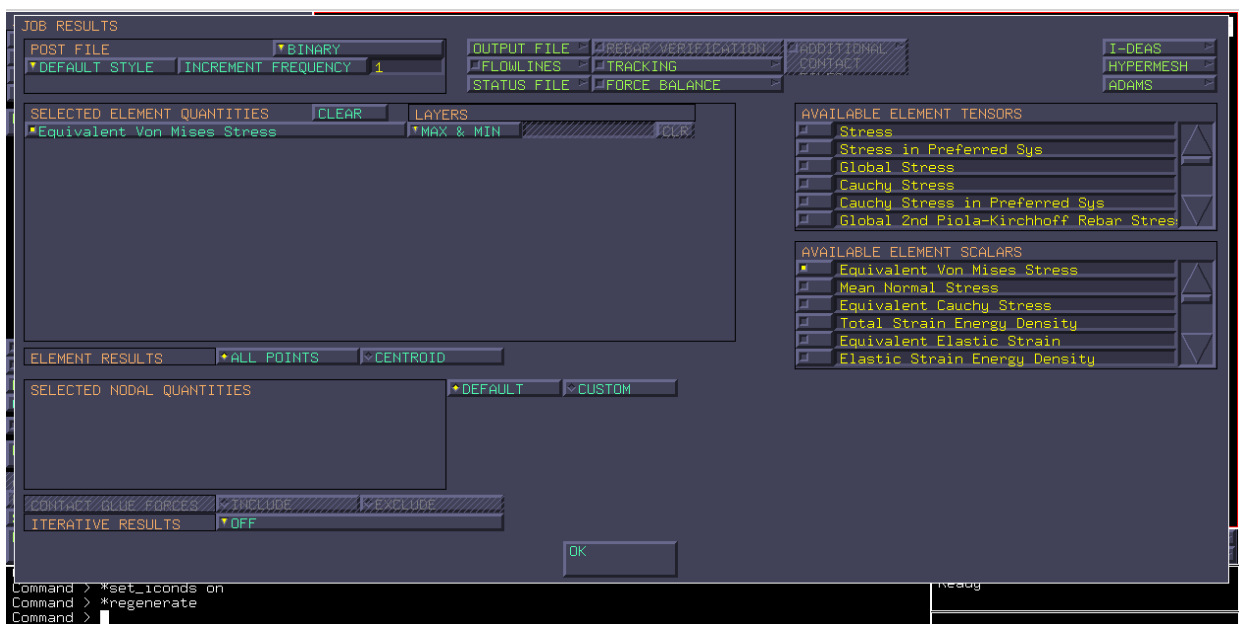 JOB RESULTS
POST FILE BINARY
DEFAULT STYLE INCREMENT FREQUENCY 1
OUTPUT FILE REBAR VERIFICATION ADDITIONAL CONTACT
FLOWLINES TRACKING
STATUS FILE FORCE BALANCE
I-DEAS
HYPERMESH
ADAMS
SELECTED ELEMENT QUANTITIES CLEAR LAYERS
Equivalent Von Mises Stress MAX & MIN CLR
AVAILABLE ELEMENT TENSORS
Stress
Stress in Preferred Sys
Global Stress
Cauchy Stress
Cauchy Stress in Preferred Sys
Global 2nd Piola-Kirchhoff Rebar Stres
AVAILABLE ELEMENT SCALARS
Equivalent Von Mises Stress
Mean Normal Stress
Equivalent Cauchy Stress
Total Strain Energy Density
Equivalent Elastic Strain
Elastic Strain Energy Density
ELEMENT RESULTS ALL POINTS CENTROID
SELECTED NODAL QUANTITIES DEFAULT CUSTOM
CONTACT GLUE FORCES INCLUDE EXCLUDE
ITERATIVE RESULTS OFF
OK
Command > *set_iconds on
Command > *regenerate
Command >
Ready